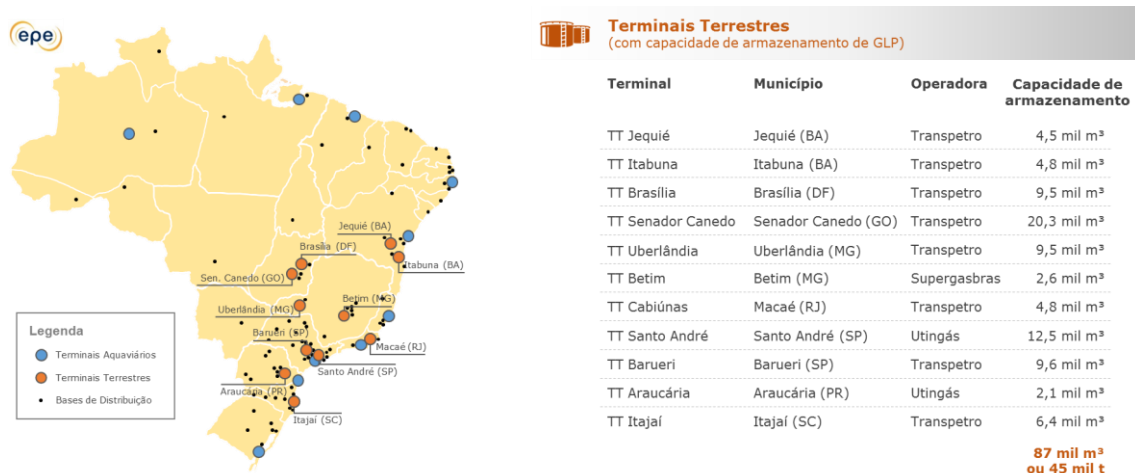 epe
Jequié (BA)
Brasília (DF)
Itabuna (BA)
Sen. Canedo (GO)
Betim (MG)
Uberlândia (MG)
Barueri (SP)
Macaé (RJ)
Santo André (SP)
Araucária (PR)
Itajaí (SC)
Legenda
Terminais Aquaviários
Terminais Terrestres
Bases de Distribuição
Terminais Terrestres
(com capacidade de armazenamento de GLP)
Terminal Município Operadora Capacidade de
armazenamento
TT Jequié Jequié (BA) Transpetro 4,5 mil m³
TT Itabuna Itabuna (BA) Transpetro 4,8 mil m³
TT Brasília Brasília (DF) Transpetro 9,5 mil m³
TT Senador Canedo Senador Canedo (GO) Transpetro 20,3 mil m³
TT Uberlândia Uberlândia (MG) Transpetro 9,5 mil m³
TT Betim Betim (MG) Supergasbras 2,6 mil m³
TT Cabiúnas Macaé (RJ) Transpetro 4,8 mil m³
TT Santo André Santo André (SP) Utingás 12,5 mil m³
TT Barueri Barueri (SP) Transpetro 9,6 mil m³
TT Araucária Araucária (PR) Utingás 2,1 mil m³
TT Itajaí Itajaí (SC) Transpetro 6,4 mil m³
87 mil m³
ou 45 mil t